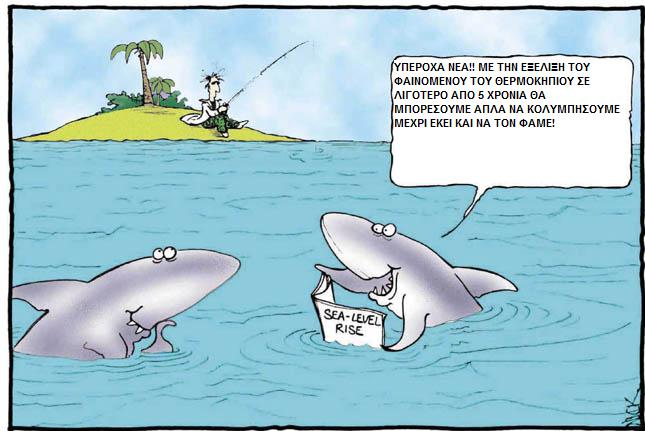 ΥΠΕΡΟΧΑ ΝΕΑ!! ΜΕ ΤΗΝ ΕΞΕΛΙΞΗ ΤΟΥ
ΦΑΙΝΟΜΕΝΟΥ ΤΟΥ ΘΕΡΜΟΚΗΠΙΟΥ ΣΕ
ΛΙΓΟΤΕΡΟ ΑΠΟ 5 ΧΡΟΝΙΑ ΘΑ
ΜΠΟΡΕΣΟΥΜΕ ΑΠΛΑ ΝΑ ΚΟΛΥΜΠΗΣΟΥΜΕ
ΜΕΧΡΙ ΕΚΕΙ ΚΑΙ ΝΑ ΤΟΝ ΦΑΜΕ!
SEA-LEVEL
RISE